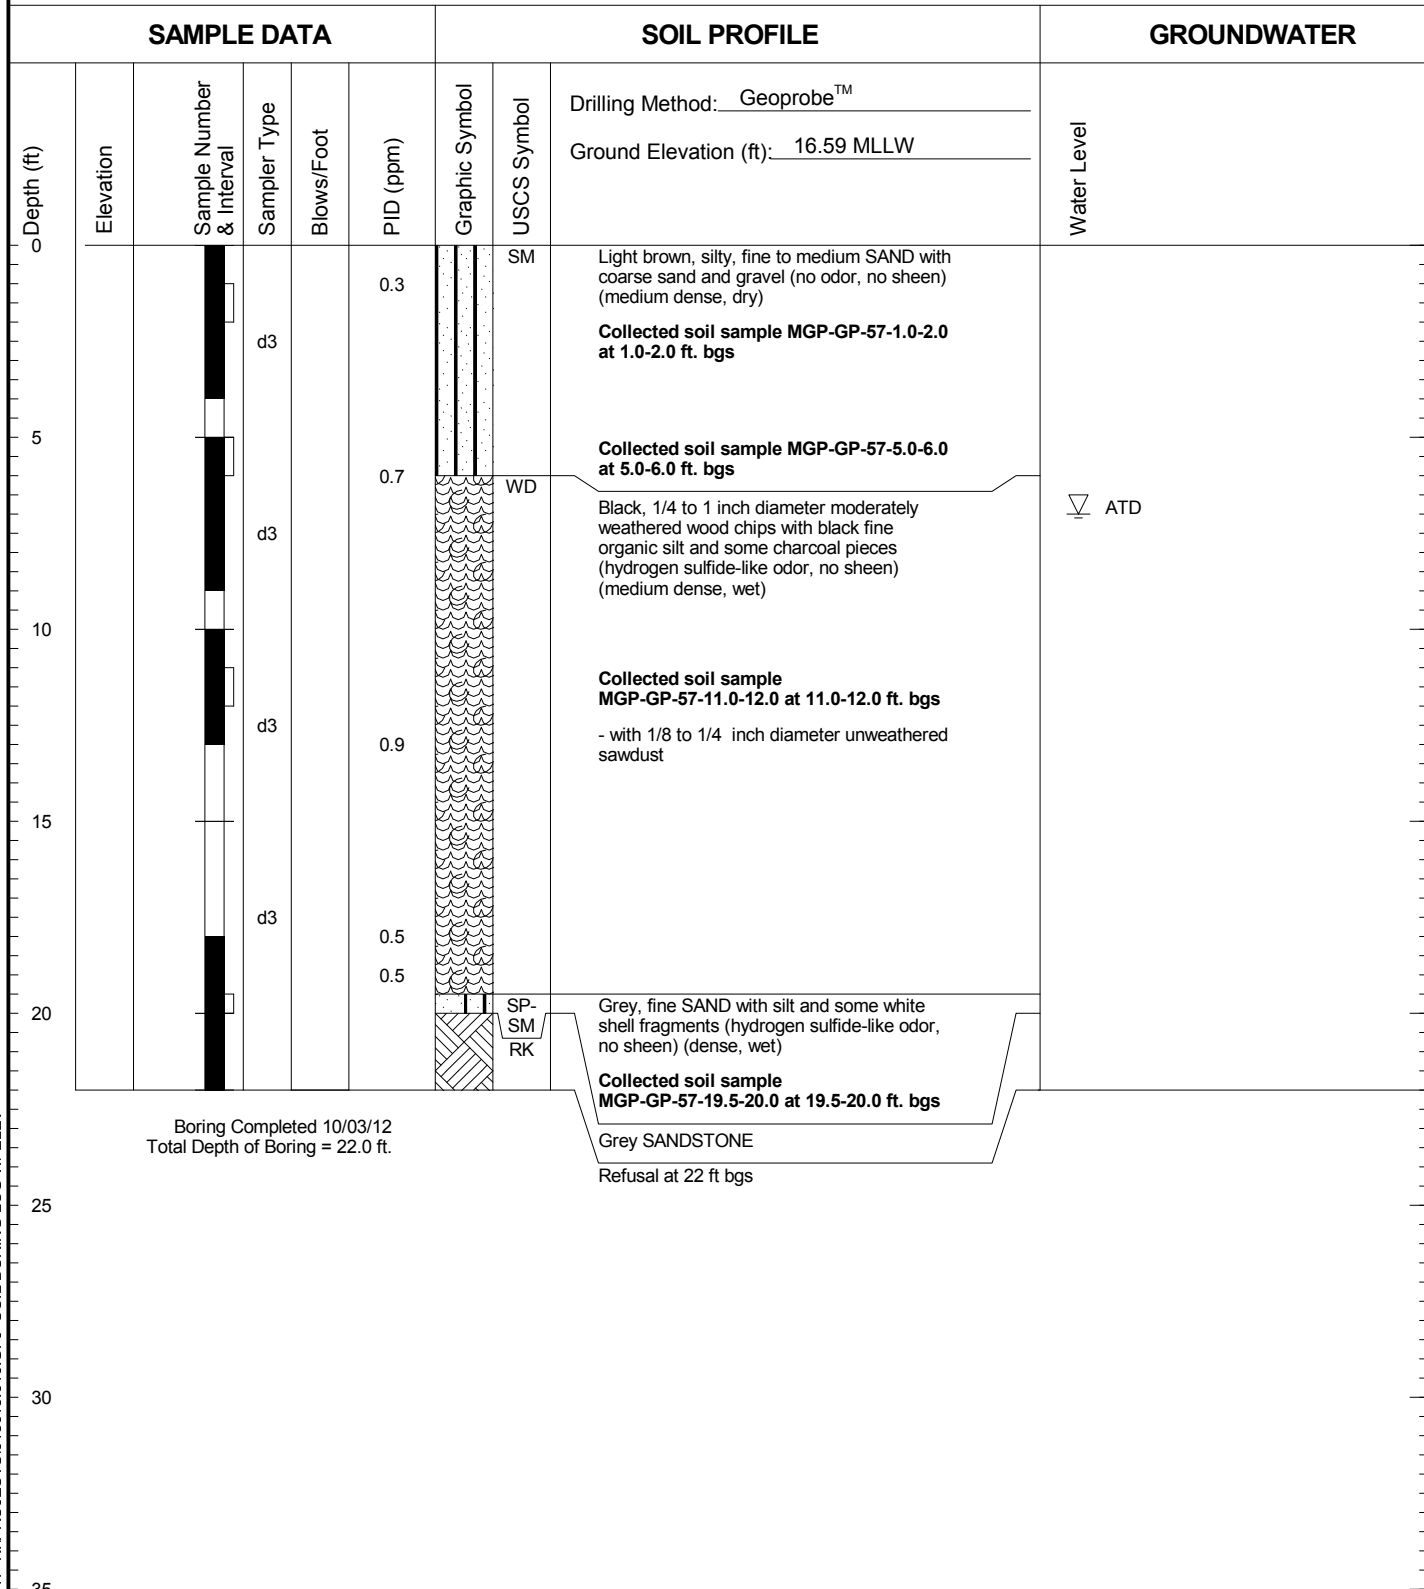 SAMPLE DATA
SOIL PROFILE
GROUNDWATER
Depth (ft)
Elevation
Sample Number
& Interval
Sampler Type
Blows/Foot
PID (ppm)
Graphic Symbol
USCS Symbol
Drilling Method: Geoprobe™
Ground Elevation (ft): 16.59 MLLW
Water Level
0
SM
Light brown, silty, fine to medium SAND with
coarse sand and gravel (no odor, no sheen)
(medium dense, dry)
0.3
d3
Collected soil sample MGP-GP-57-1.0-2.0
at 1.0-2.0 ft. bgs
5
Collected soil sample MGP-GP-57-5.0-6.0
at 5.0-6.0 ft. bgs
0.7
WD
Black, 1/4 to 1 inch diameter moderately
weathered wood chips with black fine
organic silt and some charcoal pieces
(hydrogen sulfide-like odor, no sheen)
(medium dense, wet)
ATD
d3
10
Collected soil sample
MGP-GP-57-11.0-12.0 at 11.0-12.0 ft. bgs
d3
0.9
- with 1/8 to 1/4 inch diameter unweathered
sawdust
15
d3
0.5
0.5
20
SP-
SM
RK
Grey, fine SAND with silt and some white
shell fragments (hydrogen sulfide-like odor,
no sheen) (dense, wet)
Collected soil sample
MGP-GP-57-19.5-20.0 at 19.5-20.0 ft. bgs
Boring Completed 10/03/12
Total Depth of Boring = 22.0 ft.
Grey SANDSTONE
Refusal at 22 ft bgs
25
30
35